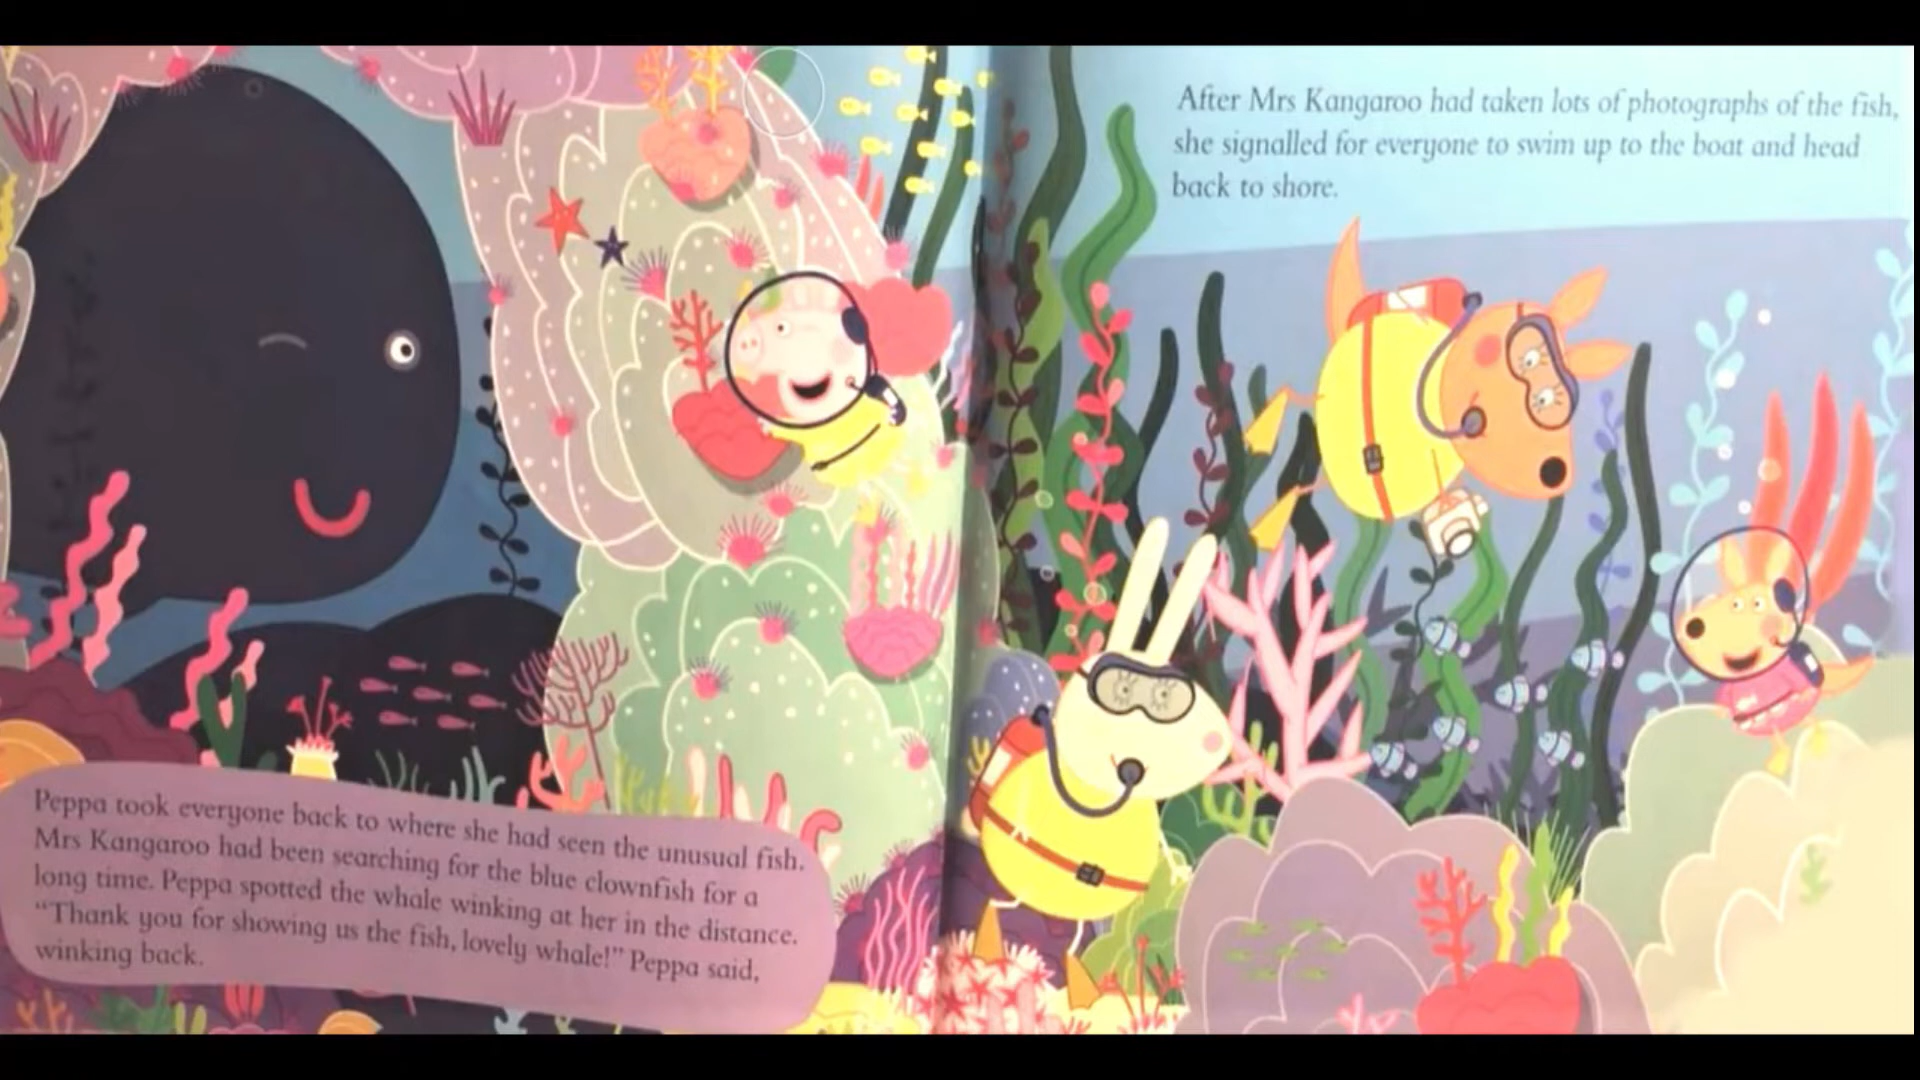 Peppa took everyone back to where she had seen the unusual fish.
Mrs Kangaroo had been searching for the blue clownfish for a
long time. Peppa spotted the whale winking at her in the distance.
“Thank you for showing us the fish, lovely whale!” Peppa said,
winking back.
After Mrs Kangaroo had taken lots of photographs of the fish,
she signalled for everyone to swim up to the boat and head
back to shore.